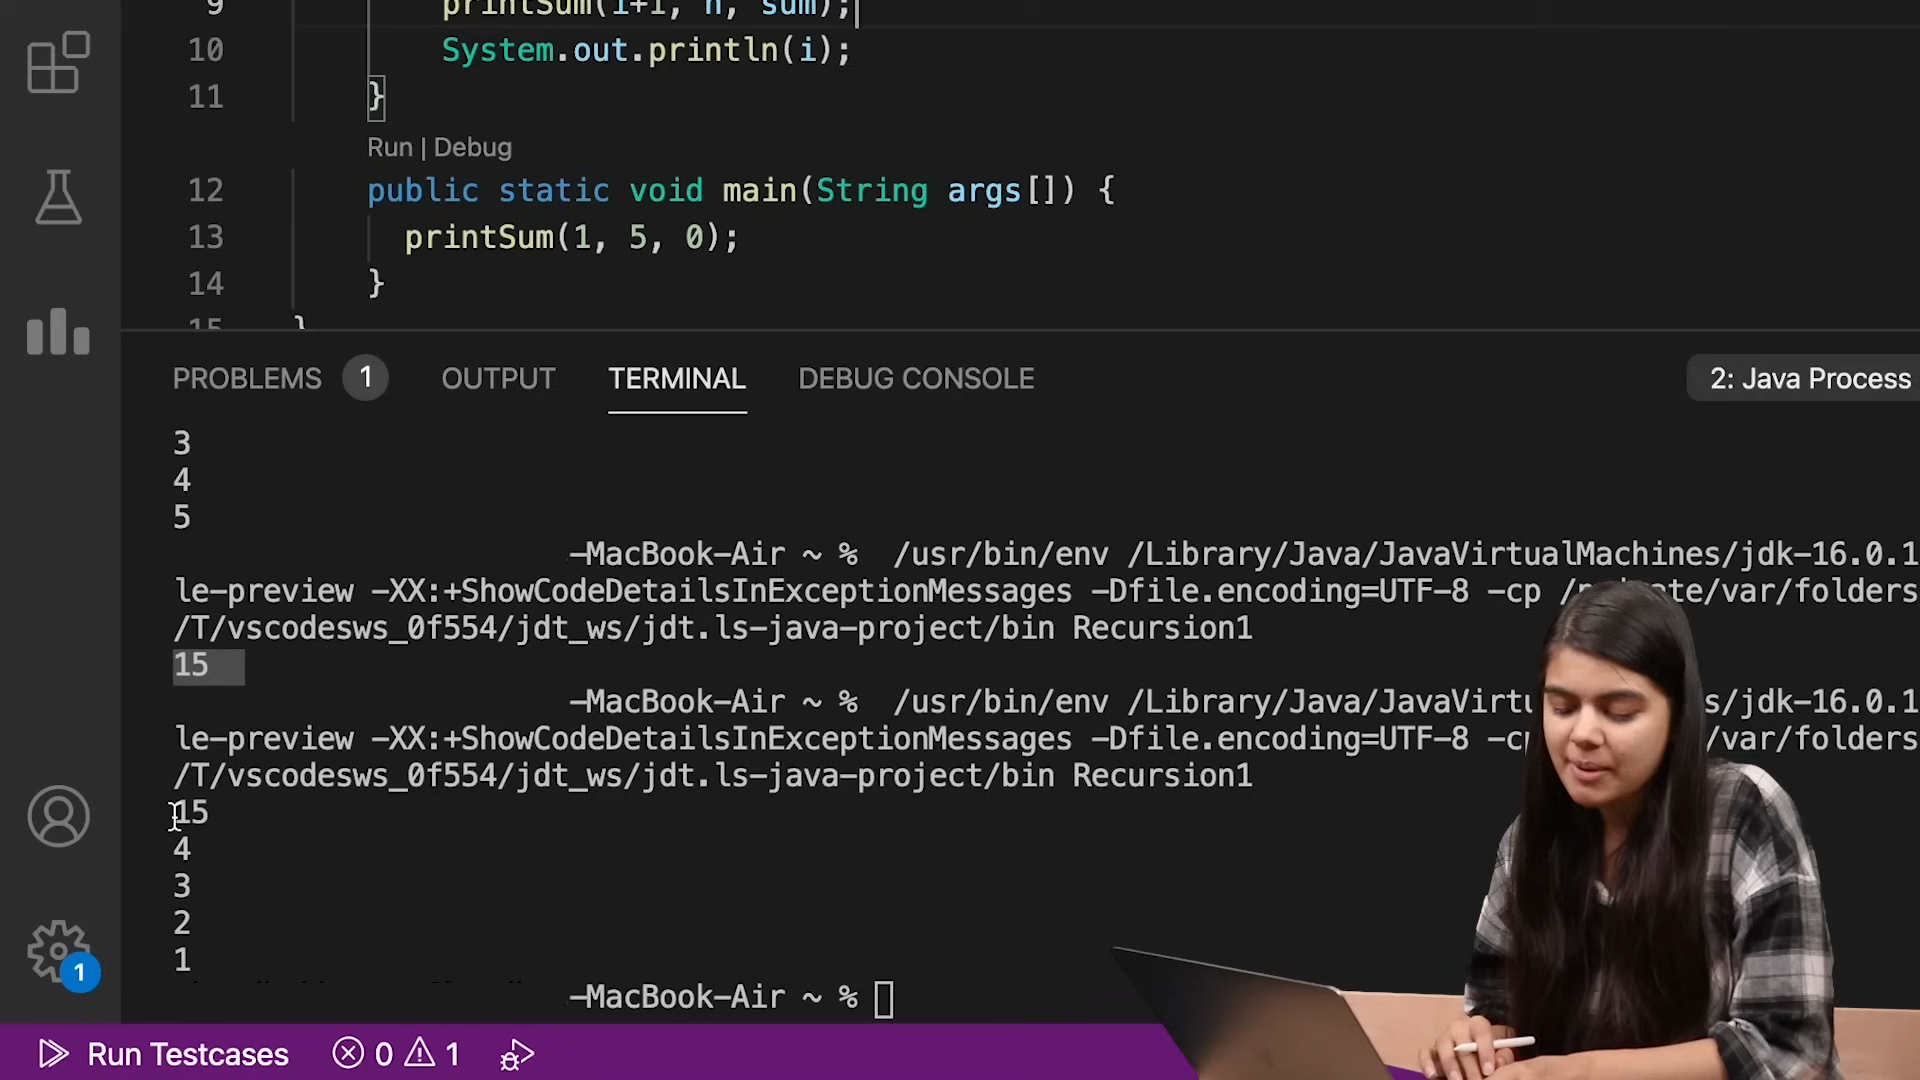 9 printSum(i+1, n, sum);
10 System.out.println(i);
11 }
Run | Debug
12 public static void main(String args[]) {
13 printSum(1, 5, 0);
14 }
15 }
PROBLEMS 1 OUTPUT TERMINAL DEBUG CONSOLE 2: Java Process
3
4
5
-MacBook-Air ~ % /usr/bin/env /Library/Java/JavaVirtualMachines/jdk-16.0.1
le-preview -XX:+ShowCodeDetailsInExceptionMessages -Dfile.encoding=UTF-8 -cp /private/var/folders
/T/vscodesws_0f554/jdt_ws/jdt.ls-java-project/bin Recursion1
15
-MacBook-Air ~ % /usr/bin/env /Library/Java/JavaVirtu s/jdk-16.0.1
le-preview -XX:+ShowCodeDetailsInExceptionMessages -Dfile.encoding=UTF-8 -cp /var/folders
/T/vscodesws_0f554/jdt_ws/jdt.ls-java-project/bin Recursion1
15
4
3
2
1
-MacBook-Air ~ %
1
Run Testcases 0 1